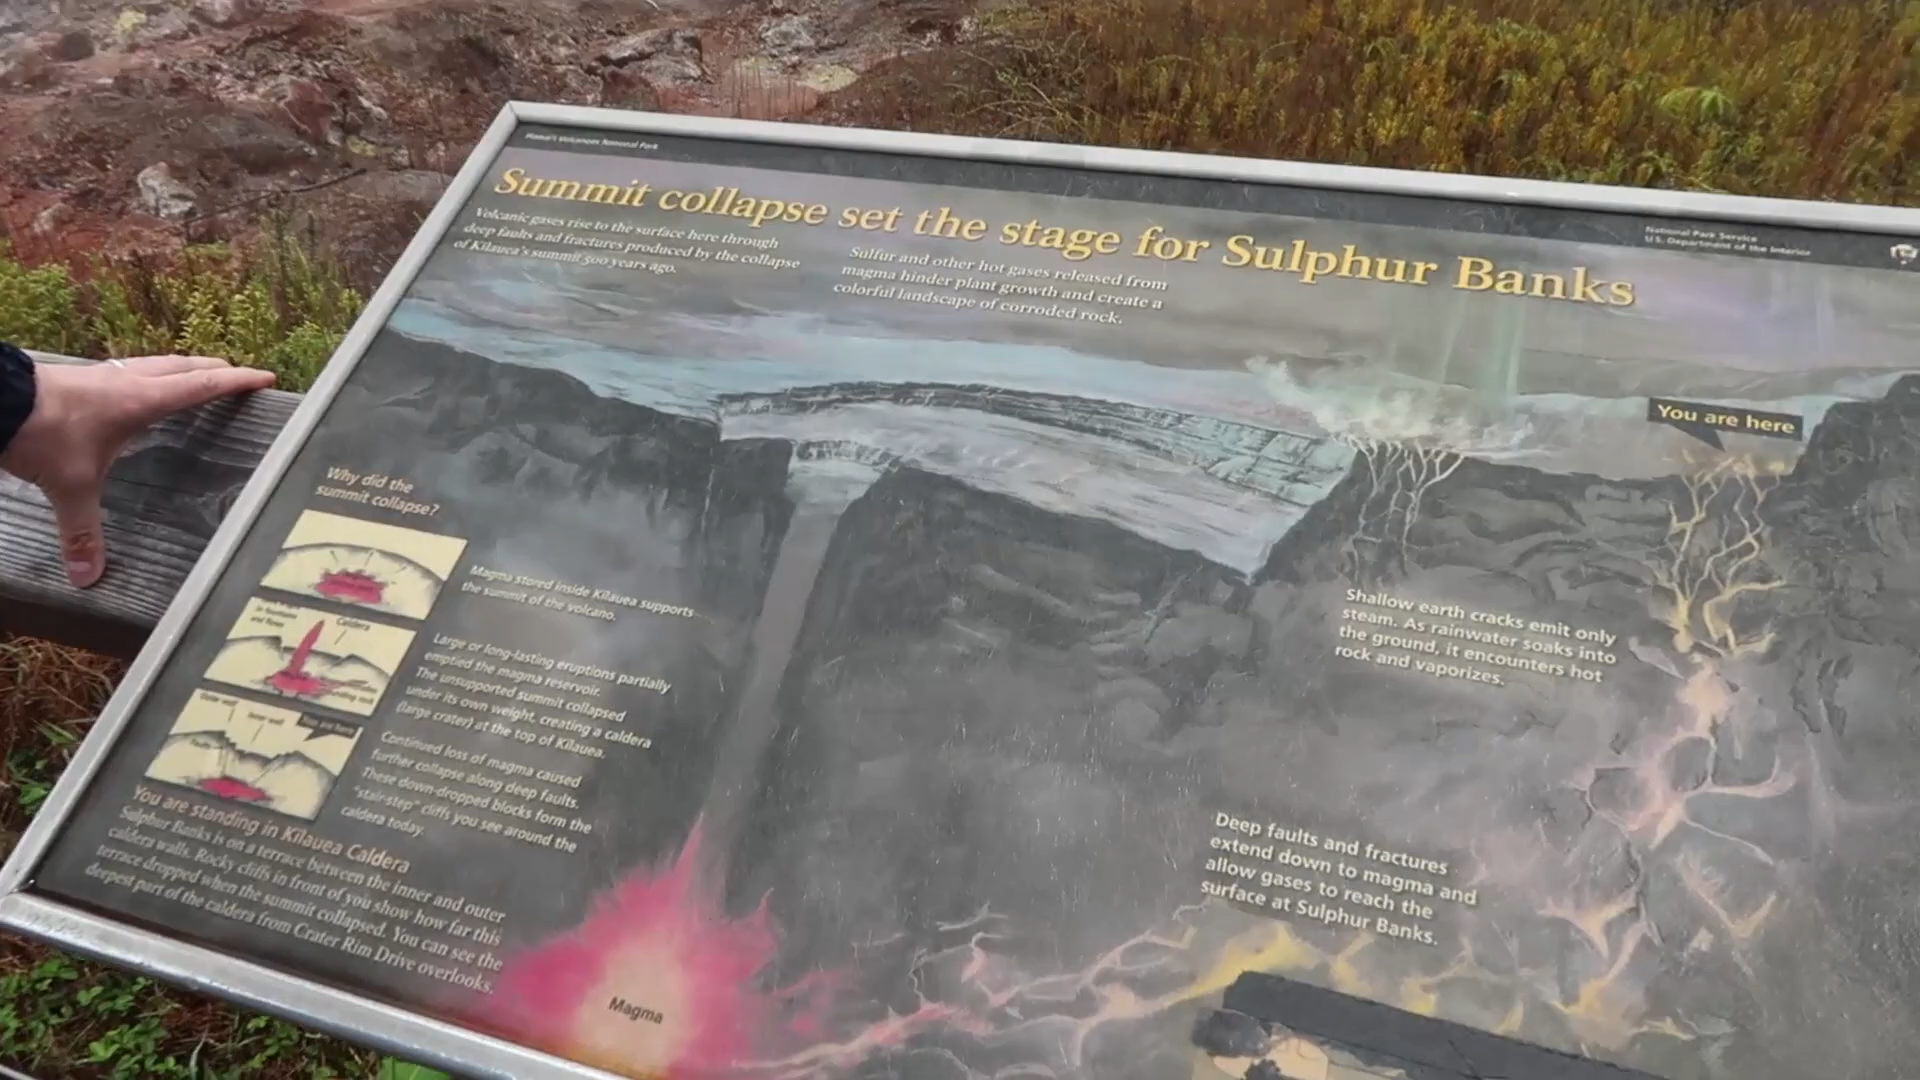 Hawai'i Volcanoes National Park
Summit collapse set the stage for Sulphur Banks
National Park Service
U.S. Department of the Interior
Volcanic gases rise to the surface here through
deep faults and fractures produced by the collapse
of Kīlauea's summit 500 years ago.
Sulfur and other hot gases released from
magma hinder plant growth and create a
colorful landscape of corroded rock.
You are here
Why did the
summit collapse?
Magma stored inside Kīlauea supports
the summit of the volcano.
Caldera
Large or long-lasting eruptions partially
emptied the magma reservoir.
The unsupported summit collapsed
under its own weight, creating a caldera
(large crater) at the top of Kīlauea.
Outer wall
Inner wall
You are here
Continued loss of magma caused
further collapse along deep faults.
These down-dropped blocks form the
"stair-step" cliffs you see around the
caldera today.
You are standing in Kīlauea Caldera
Sulphur Banks is on a terrace between the inner and outer
caldera walls. Rocky cliffs in front of you show how far this
terrace dropped when the summit collapsed. You can see the
deepest part of the caldera from Crater Rim Drive overlooks.
Shallow earth cracks emit only
steam. As rainwater soaks into
the ground, it encounters hot
rock and vaporizes.
Deep faults and fractures
extend down to magma and
allow gases to reach the
surface at Sulphur Banks.
Magma